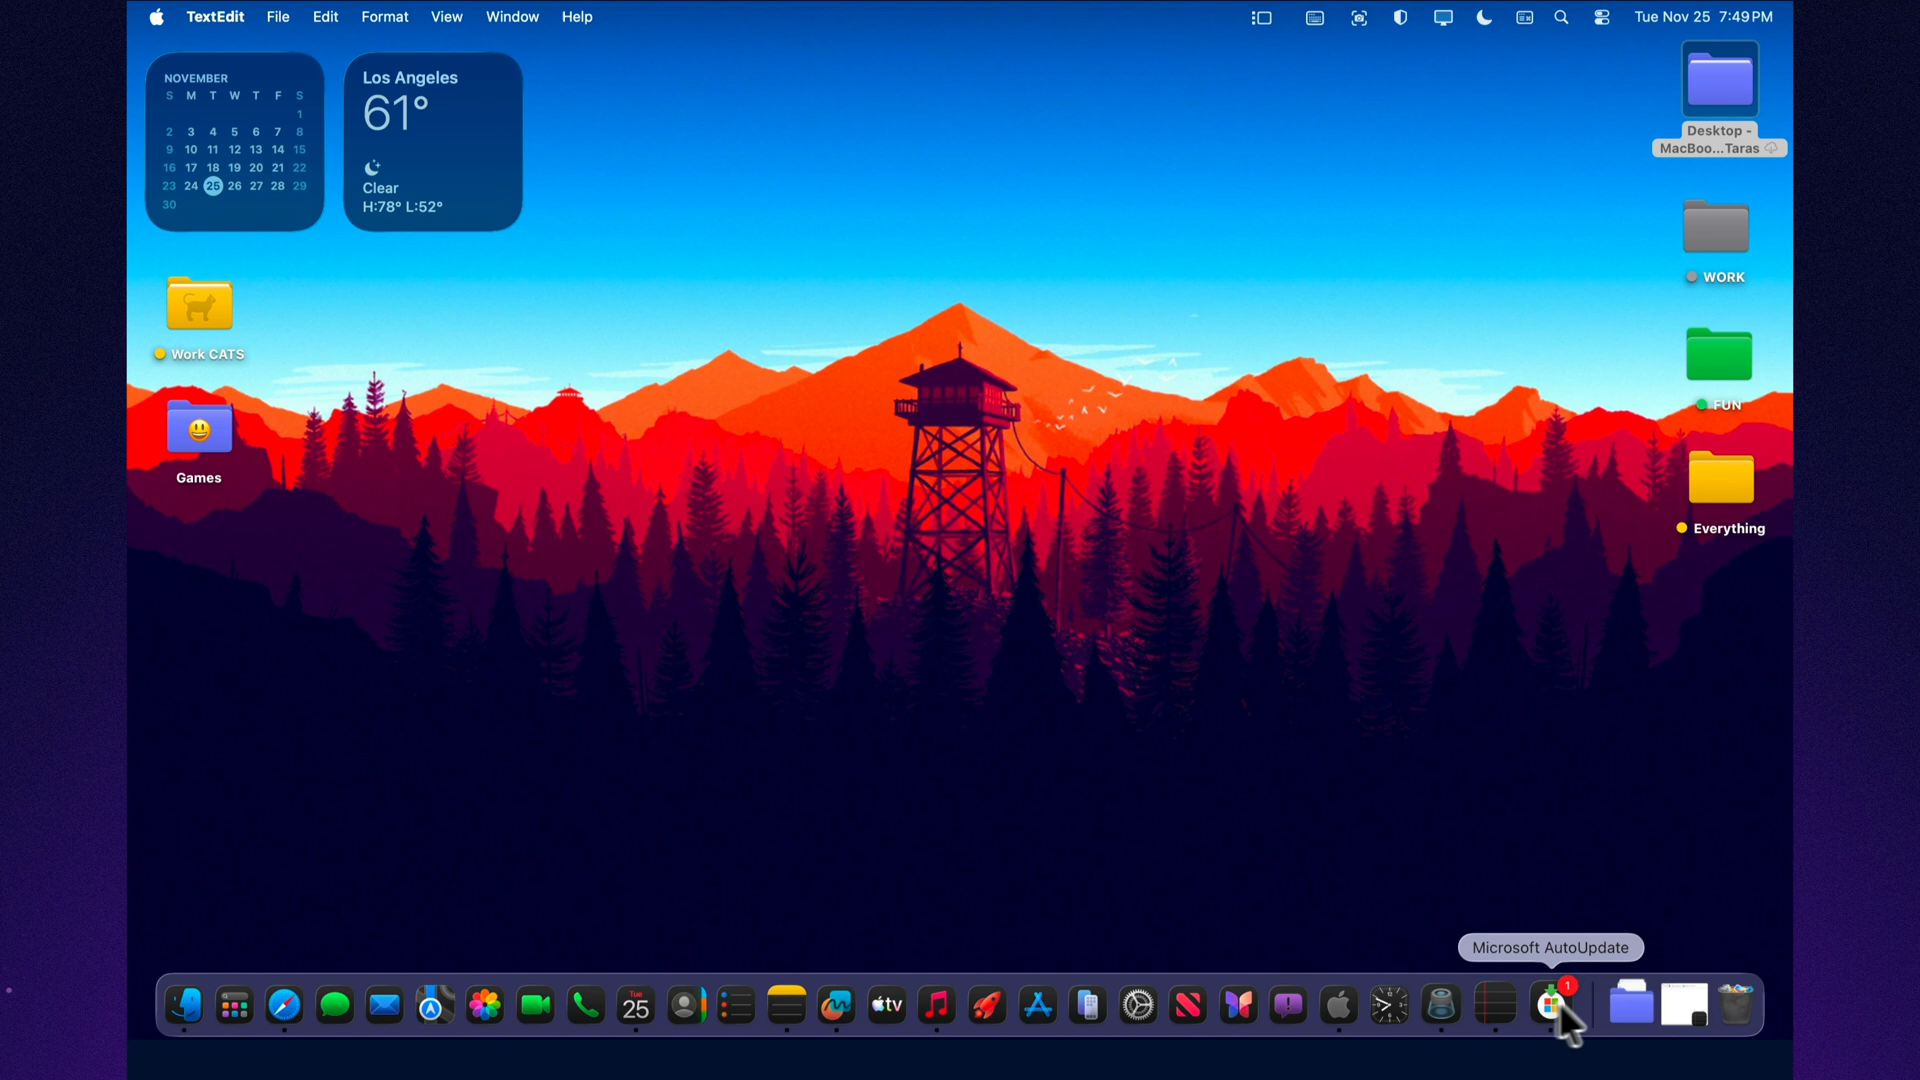 TextEdit File Edit Format View Window Help Tue Nov 25 7:49 PM
NOVEMBER
S M T W T F S
1
2 3 4 5 6 7 8
9 10 11 12 13 14 15
16 17 18 19 20 21 22
23 24 25 26 27 28 29
30
Los Angeles
61°
Clear
H:78° L:52°
Desktop -
MacBoo...Taras
WORK
Work CATS
FUN
Games
Everything
Microsoft AutoUpdate
Tue
25
tv
1